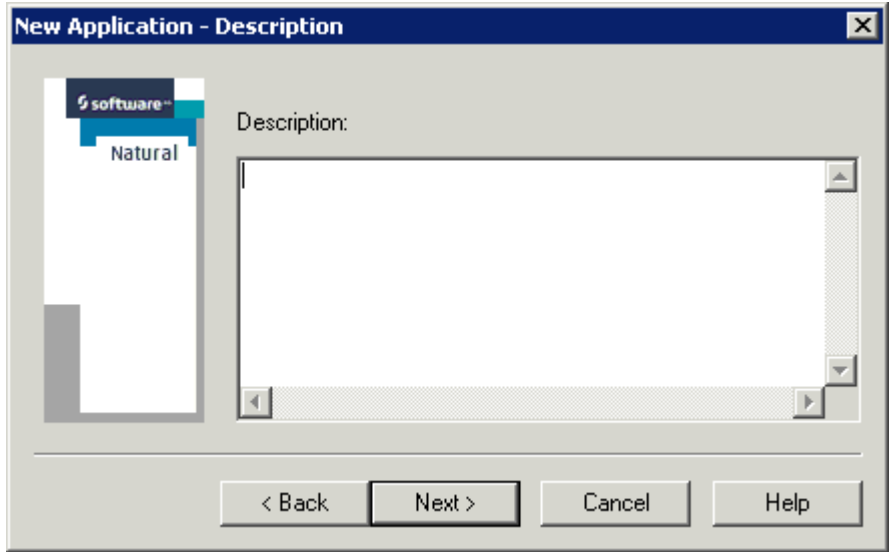 New Application - Description
software
Natural
Description:
< Back
Next >
Cancel
Help